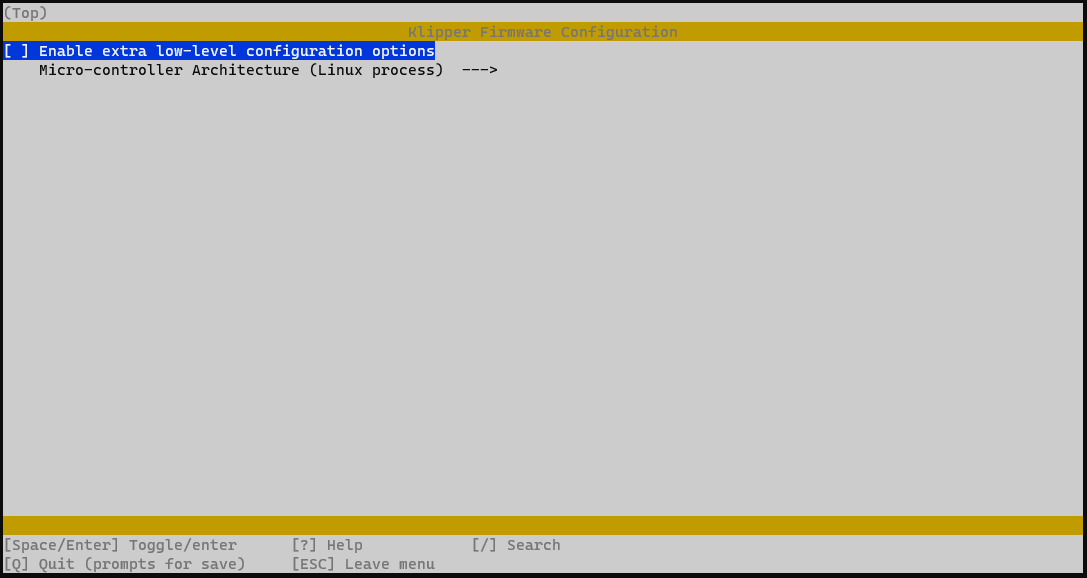 (Top)
Klipper Firmware Configuration
[ ] Enable extra low-level configuration options
Micro-controller Architecture (Linux process)  --->
[Space/Enter] Toggle/enter      [?] Help            [/] Search
[Q] Quit (prompts for save)     [ESC] Leave menu